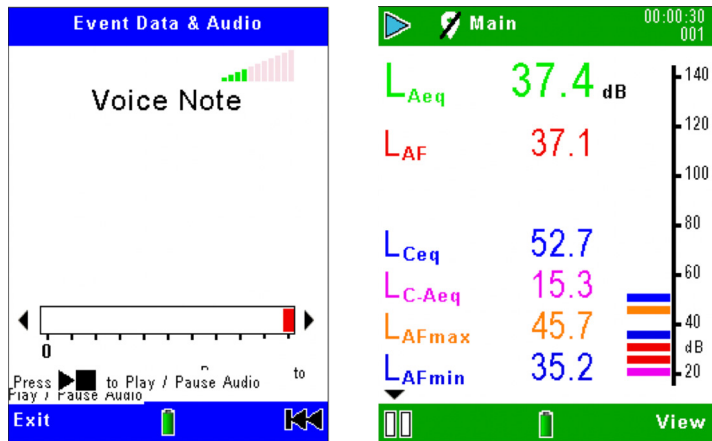 Event Data & Audio
Voice Note
0
to
Press to Play / Pause Audio
Play / Pause Audio
Exit
Main
00:00:30
001
LAeq 37.4 dB
LAF 37.1
LCeq 52.7
LC-Aeq 15.3
LAFmax 45.7
LAFmin 35.2
140
120
100
80
60
40
dB
20
View